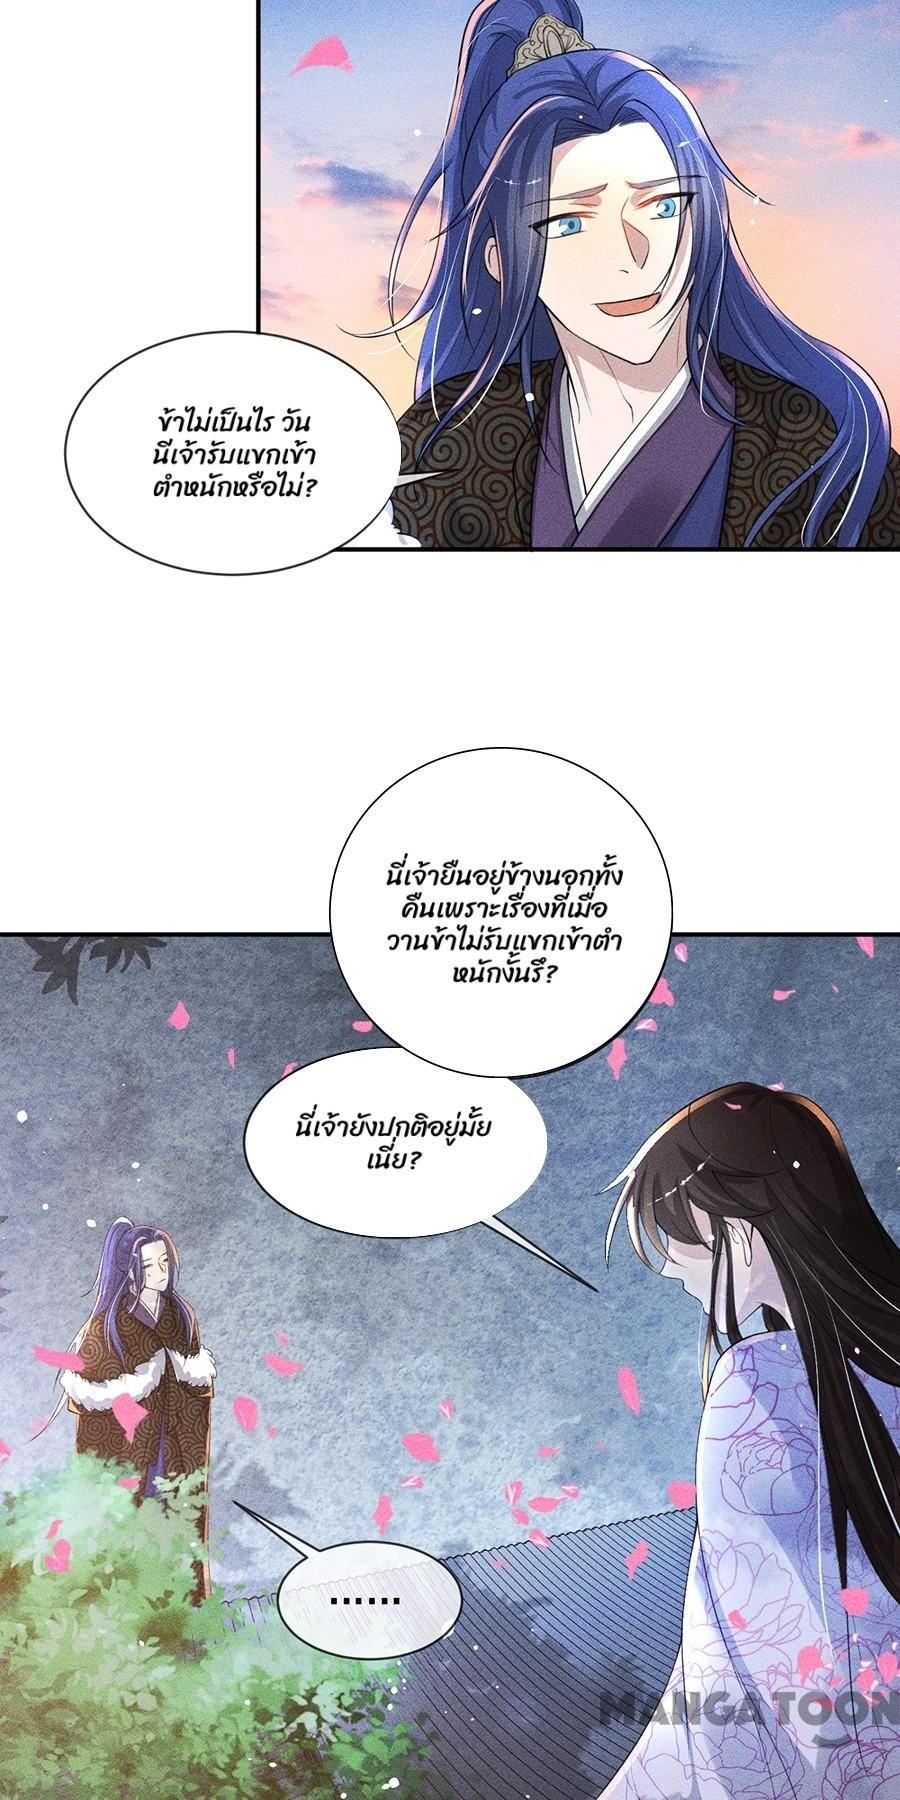 ข้าไม่เป็นไร วัน
นี้เจ้ารับแขกเข้า
ตำหนักหรือไม่?
นี่เจ้ายืนอยู่ข้างนอกทั้ง
คืนเพราะเรื่องที่เมื่อ
วานข้าไม่รับแขกเข้าตำ
หนักงั้นรึ?
นี่เจ้ายังปกติอยู่มั้ย
เนี่ย?
......
MANGATOON